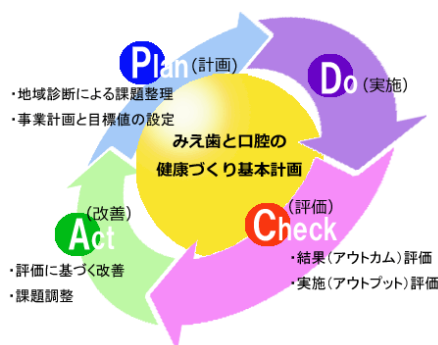 Plan(計画)
・地域診断による課題整理
・事業計画と目標値の設定
Do(実施)
みえ歯と口腔の
健康づくり基本計画
Check(評価)
・結果(アウトカム)評価
・実施(アウトプット)評価
Act(改善)
・評価に基づく改善
・課題調整